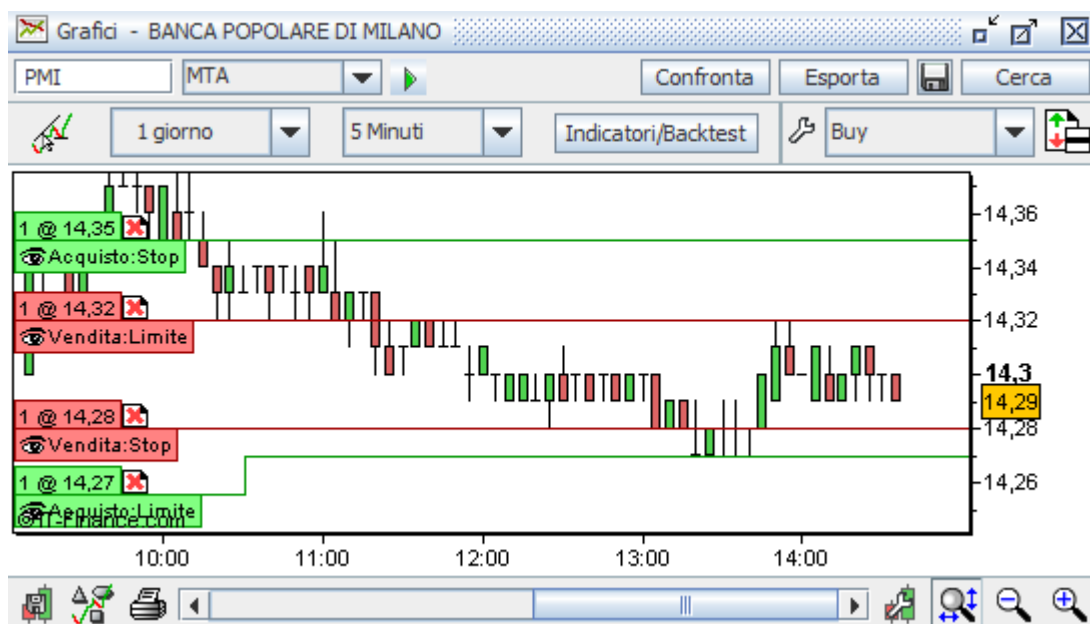 Grafici - BANCA POPOLARE DI MILANO
PMI MTA Confronta Esporta Cerca
1 giorno 5 Minuti Indicatori/Backtest Buy
14,36
1 @ 14,35
Acquisto:Stop
14,34
1 @ 14,32
14,32
Vendita:Limite
14,3
14,29
1 @ 14,28
14,28
Vendita:Stop
1 @ 14,27
14,26
Acquisto:Limite
©IT-Finance.com
10:00 11:00 12:00 13:00 14:00